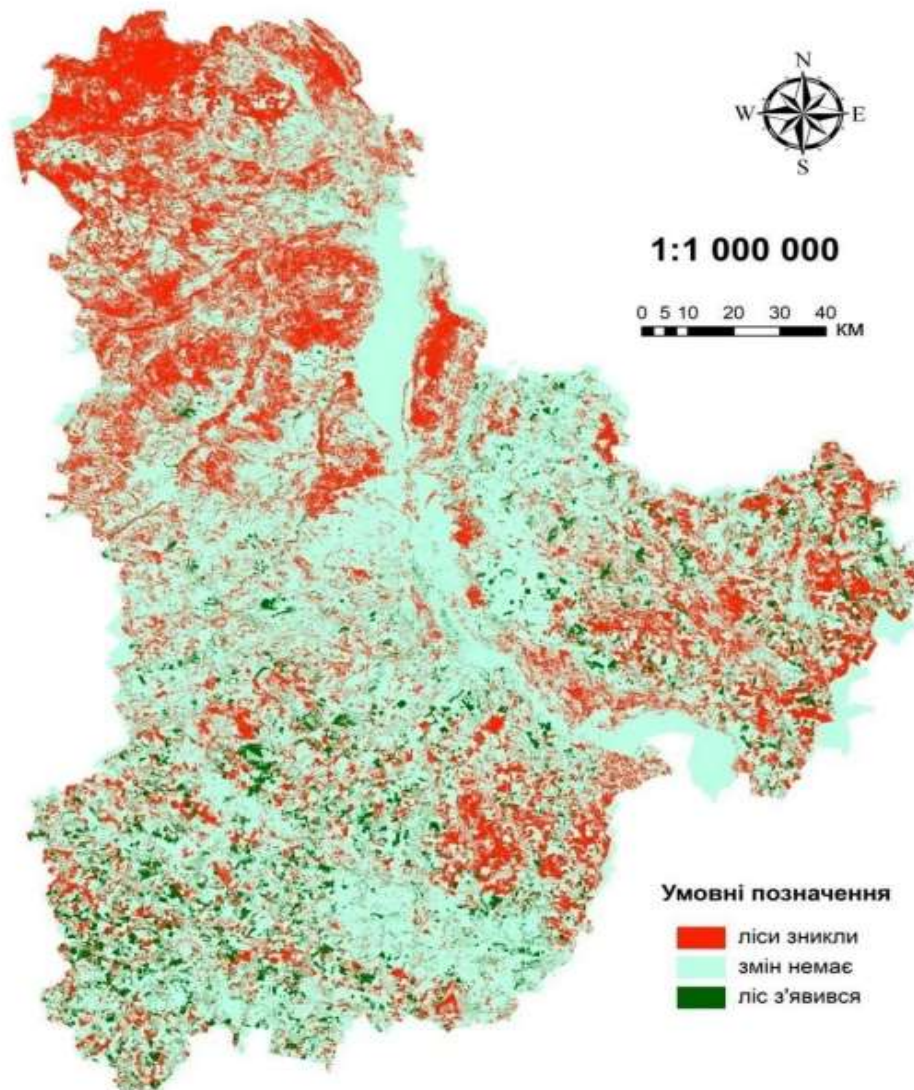 N
W E
S
1:1 000 000
0 5 10 20 30 40
КМ
Умовні позначення
ліси зникли
змін немає
ліс з'явився